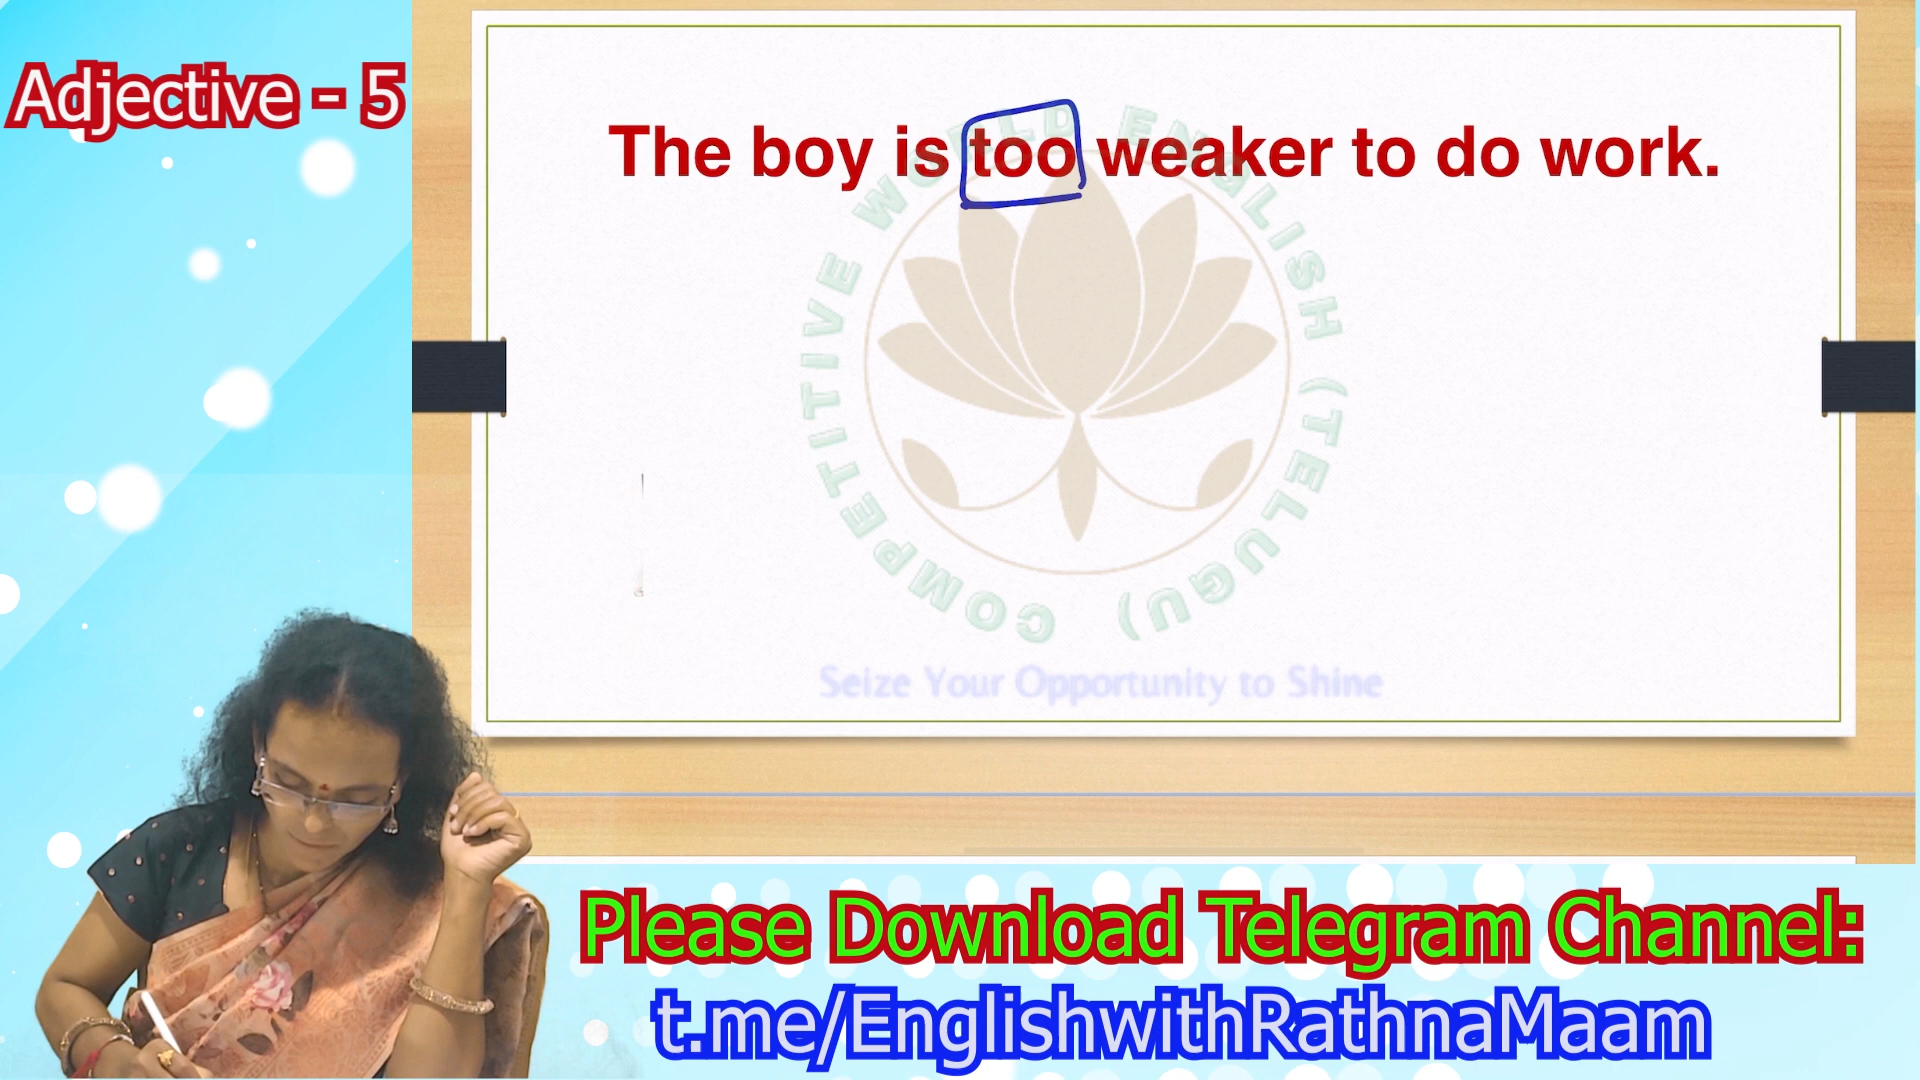 Adjective - 5
The boy is too weaker to do work.
COMPETITIVE WORLD ENGLISH (TELUGU)
Seize Your Opportunity to Shine
Please Download Telegram Channel:
t.me/EnglishwithRathnaMaam